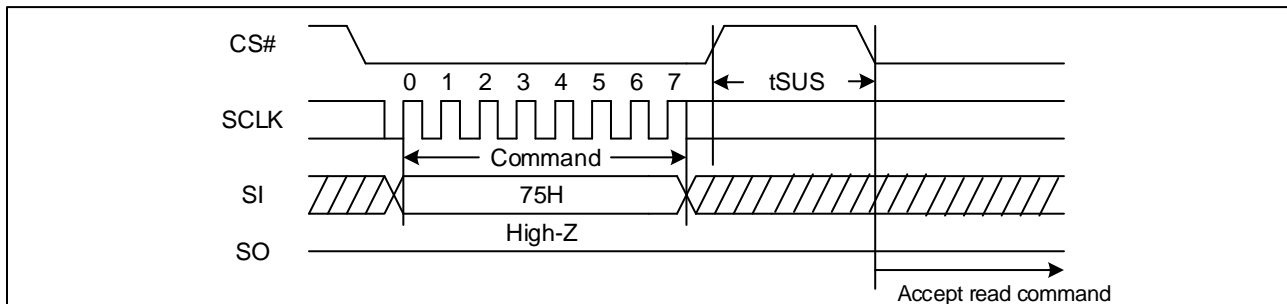 CS#
tSUS
0 1 2 3 4 5 6 7
SCLK
Command
SI
75H
High-Z
SO
Accept read command